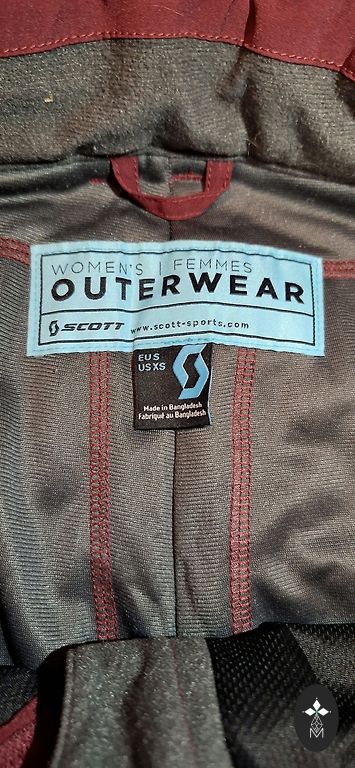 WOMEN'S | FEMMES
OUTERWEAR
SCOTT www.scott-sports.com
EU S
US XS
Made in Bangladesh
Fabriqué au Bangladesh
M